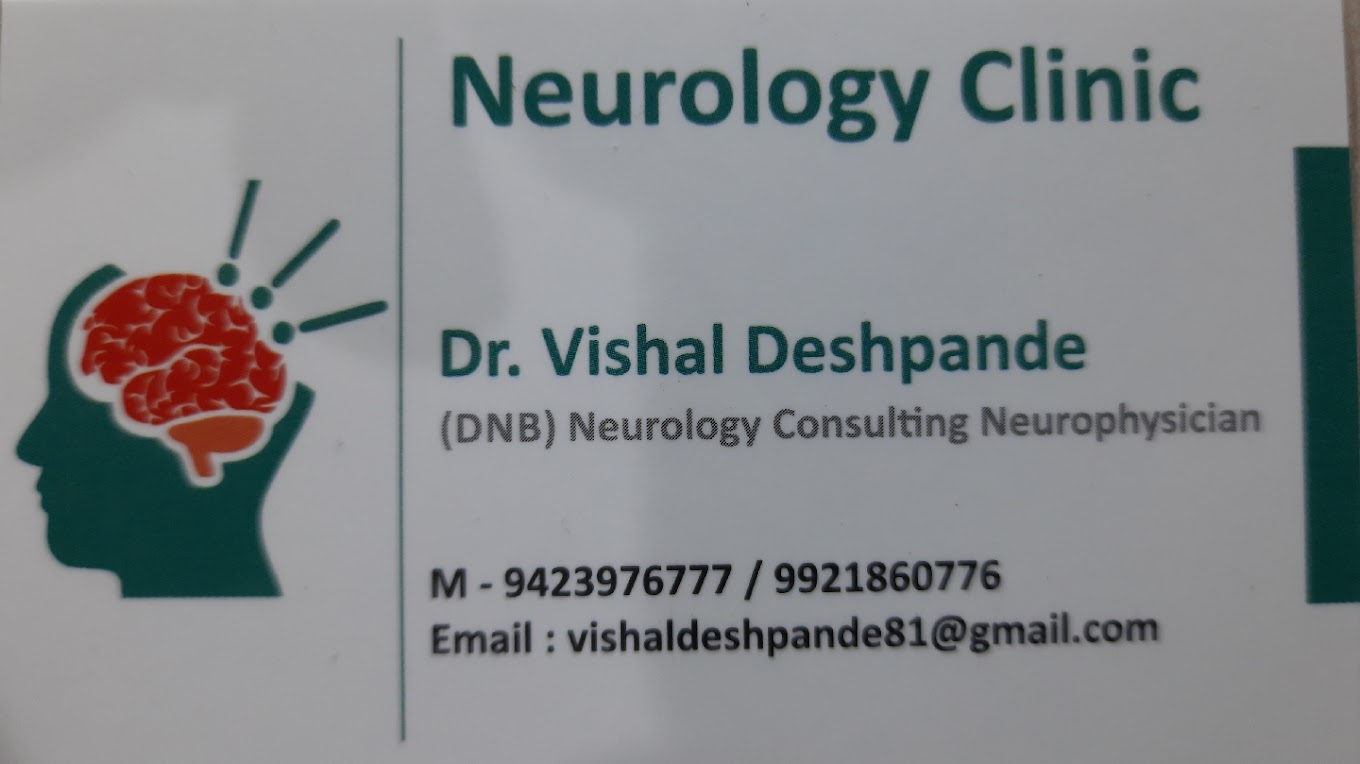 Neurology Clinic
Dr. Vishal Deshpande
(DNB) Neurology Consulting Neurophysician
M - 9423976777 / 9921860776
Email : vishaldeshpande81@gmail.com